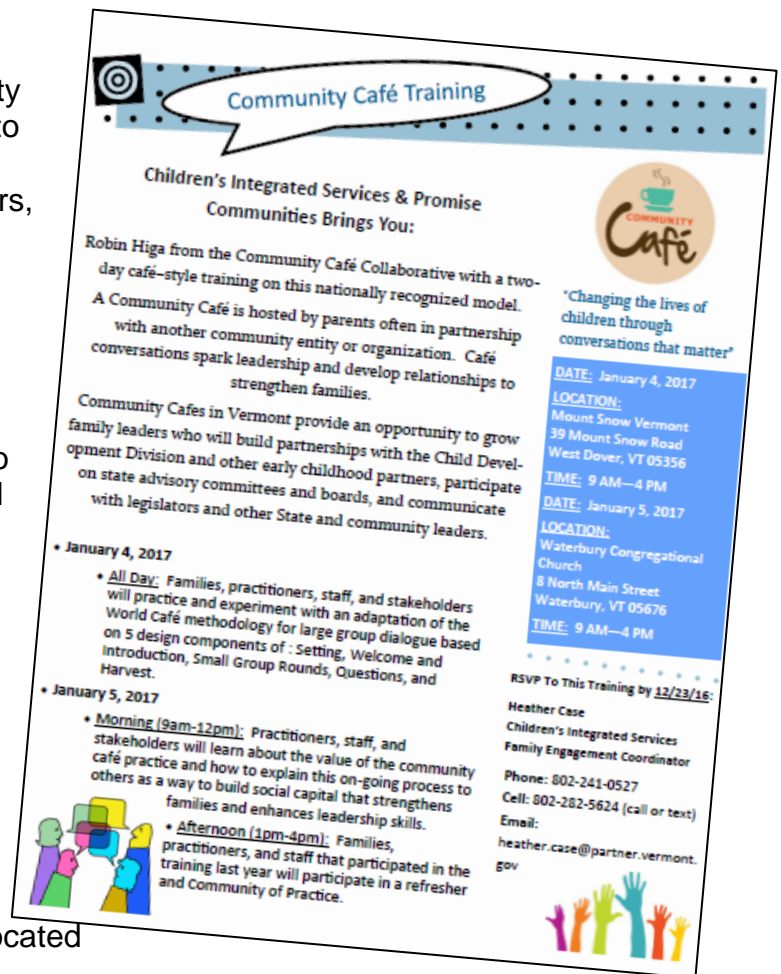 ty
to
rs,
o
l
ocated
Community Café Training
Children's Integrated Services & Promise
Communities Brings You:
Robin Higa from the Community Café Collaborative with a two-
day café–style training on this nationally recognized model.
A Community Café is hosted by parents often in partnership
with another community entity or organization. Café
conversations spark leadership and develop relationships to
strengthen families.
Community Cafes in Vermont provide an opportunity to grow
family leaders who will build partnerships with the Child Devel-
opment Division and other early childhood partners, participate
on state advisory committees and boards, and communicate
with legislators and other State and community leaders.
• January 4, 2017
• All Day: Families, practitioners, staff, and stakeholders
will practice and experiment with an adaptation of the
World Café methodology for large group dialogue based
on 5 design components of : Setting, Welcome and
Introduction, Small Group Rounds, Questions, and
Harvest.
• January 5, 2017
• Morning (9am-12pm): Practitioners, staff, and
stakeholders will learn about the value of the community
café practice and how to explain this on-going process to
others as a way to build social capital that strengthens
families and enhances leadership skills.
• Afternoon (1pm-4pm): Families,
practitioners, and staff that participated in the
training last year will participate in a refresher
and Community of Practice.
COMMUNITY
Café
"Changing the lives of
children through
conversations that matter"
DATE: January 4, 2017
LOCATION:
Mount Snow Vermont
39 Mount Snow Road
West Dover, VT 05356
TIME: 9 AM—4 PM
DATE: January 5, 2017
LOCATION:
Waterbury Congregational
Church
8 North Main Street
Waterbury, VT 05676
TIME: 9 AM—4 PM
RSVP To This Training by 12/23/16:
Heather Case
Children's Integrated Services
Family Engagement Coordinator
Phone: 802-241-0527
Cell: 802-282-5624 (call or text)
Email:
heather.case@partner.vermont.
gov